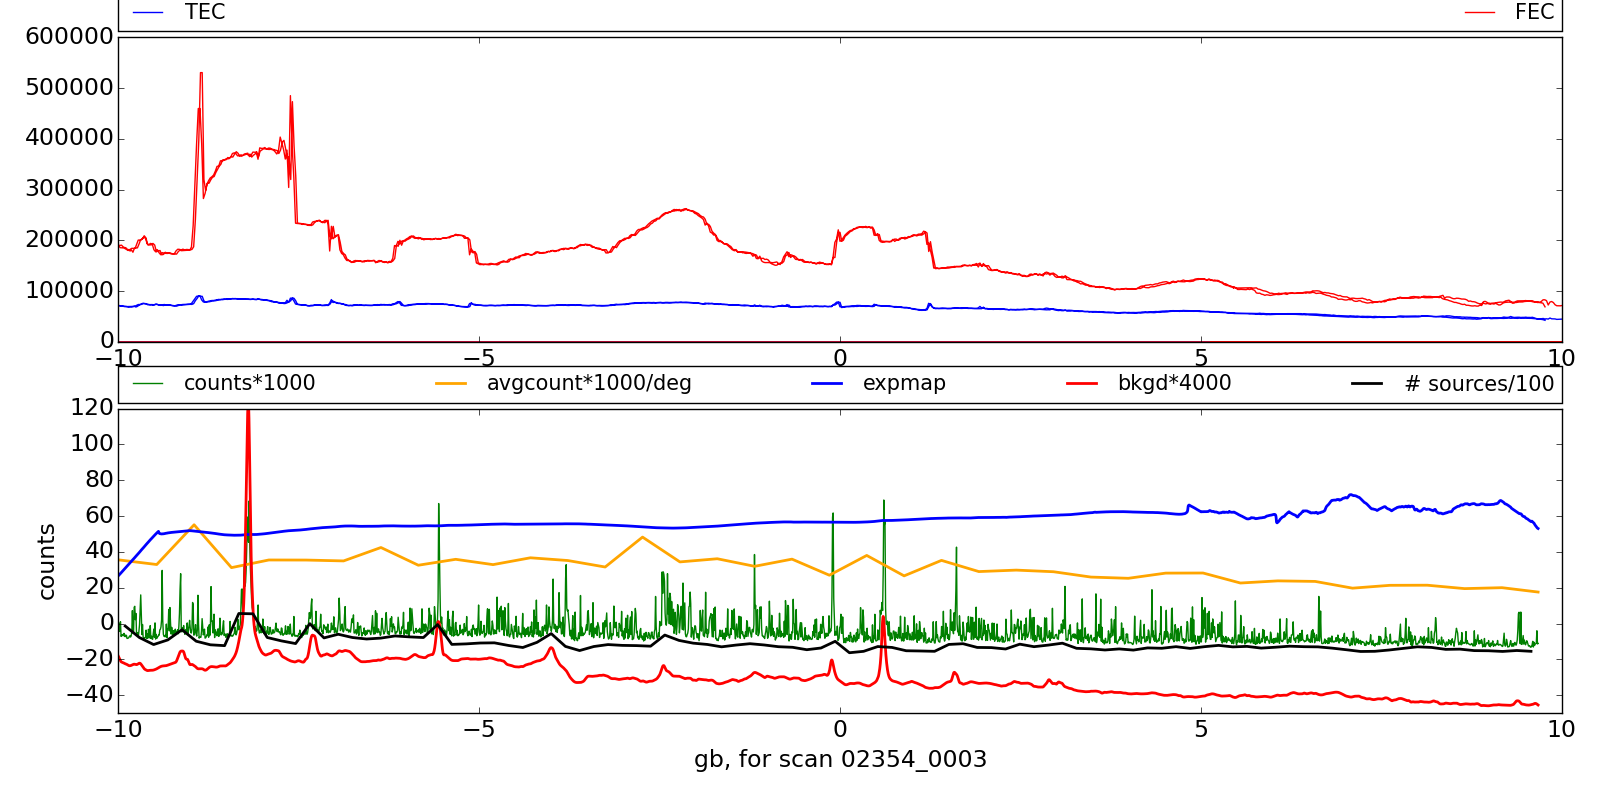 TEC FEC
600000
500000
400000
300000
200000
100000
0
−10 −5 0 5 10
counts*1000 avgcount*1000/deg expmap bkgd*4000 # sources/100
120
100
80
60
40
20
0
−20
−40
counts
−10 −5 0 5 10
gb, for scan 02354_0003